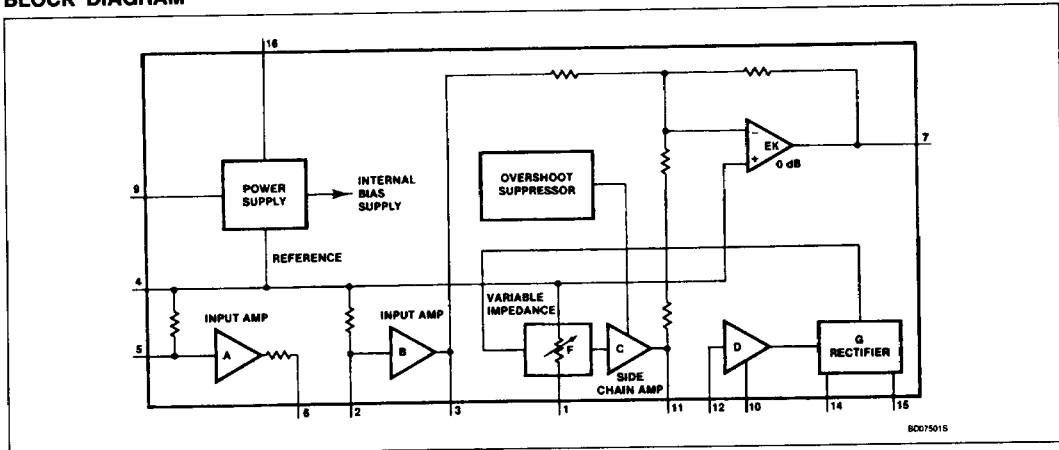 BLOCK DIAGRAM
16
7
EK
0 dB
OVERSHOOT
SUPPRESSOR
9
POWER
SUPPLY
INTERNAL
BIAS
SUPPLY
REFERENCE
4
VARIABLE
IMPEDANCE
INPUT AMP
INPUT AMP
5
A
B
F
C
D
G
RECTIFIER
SIDE
CHAIN AMP
6
2
3
1
11
12
10
14
15
BD07501S